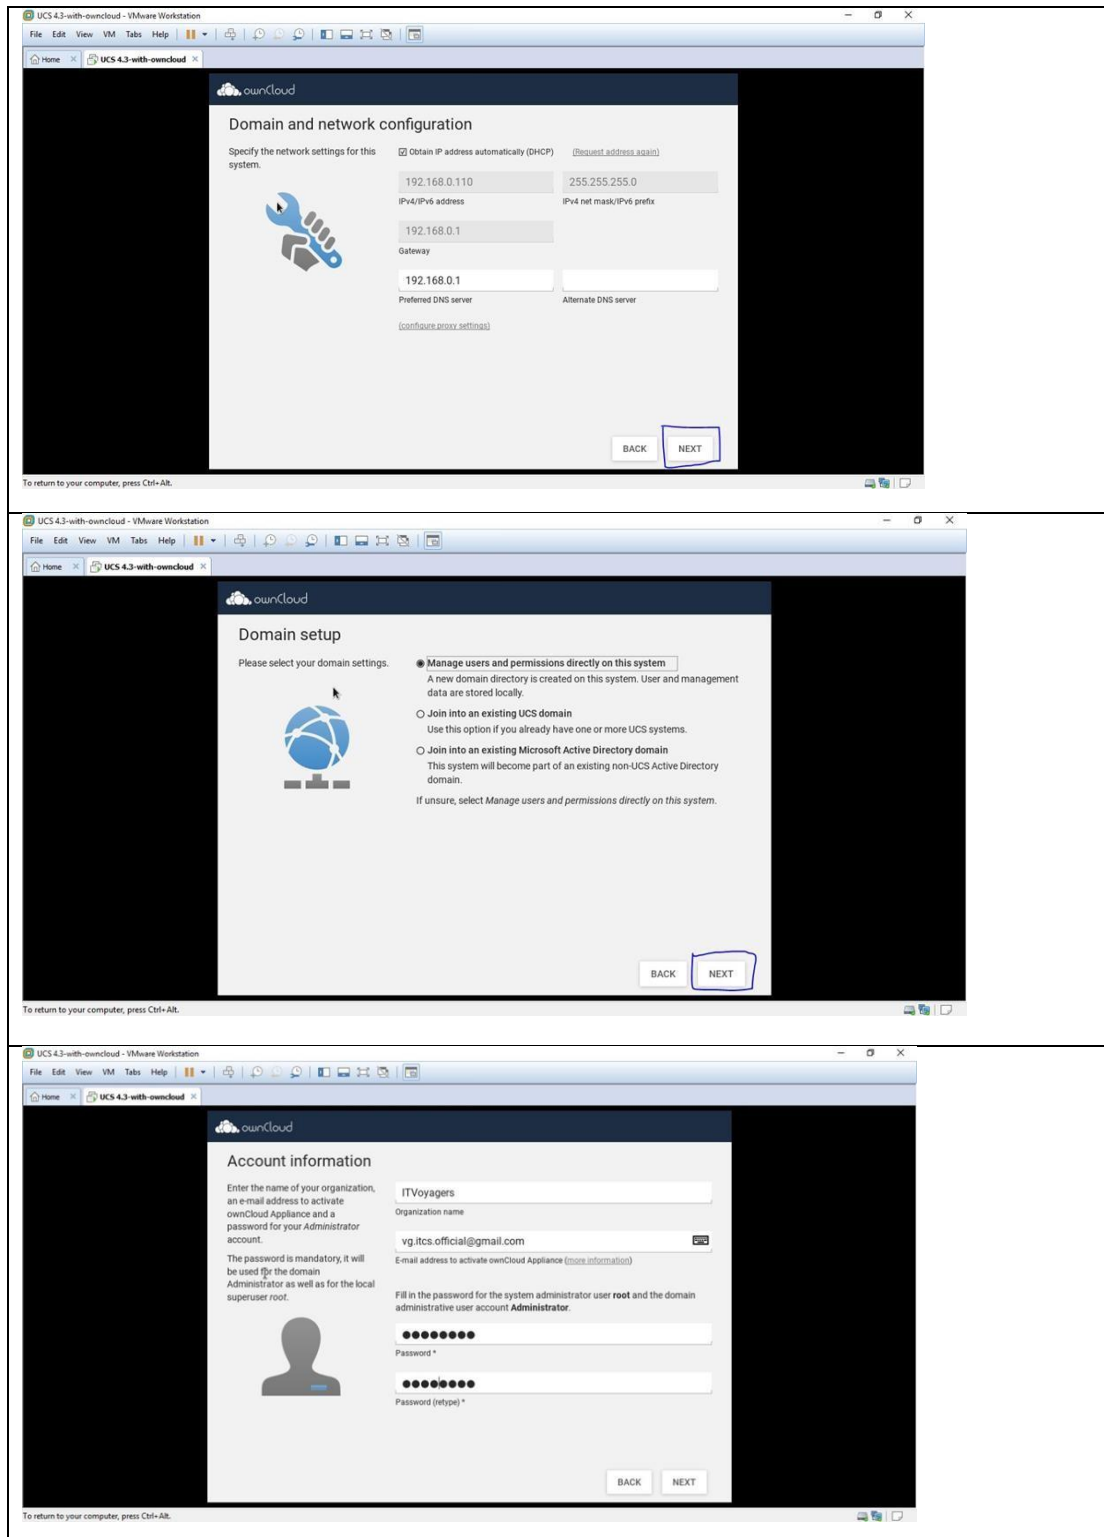 UCS 4.3-with-owncloud - VMware Workstation
File Edit View VM Tabs Help
Home UCS 4.3-with-owncloud
ownCloud
Domain and network configuration
Specify the network settings for this
system.
Obtain IP address automatically (DHCP) (Request address again)
192.168.0.110 255.255.255.0
IPv4/IPv6 address IPv4 net mask/IPv6 prefix
192.168.0.1
Gateway
192.168.0.1
Preferred DNS server Alternate DNS server
(configure proxy settings)
BACK NEXT
To return to your computer, press Ctrl+Alt.
UCS 4.3-with-owncloud - VMware Workstation
File Edit View VM Tabs Help
Home UCS 4.3-with-owncloud
ownCloud
Domain setup
Please select your domain settings.
Manage users and permissions directly on this system
A new domain directory is created on this system. User and management
data are stored locally.
Join into an existing UCS domain
Use this option if you already have one or more UCS systems.
Join into an existing Microsoft Active Directory domain
This system will become part of an existing non-UCS Active Directory
domain.
If unsure, select Manage users and permissions directly on this system.
BACK NEXT
To return to your computer, press Ctrl+Alt.
UCS 4.3-with-owncloud - VMware Workstation
File Edit View VM Tabs Help
Home UCS 4.3-with-owncloud
ownCloud
Account information
Enter the name of your organization,
an e-mail address to activate
ownCloud Appliance and a
password for your Administrator
account.
The password is mandatory, it will
be used for the domain
Administrator as well as for the local
superuser root.
ITVoyagers
Organization name
vg.itcs.official@gmail.com
E-mail address to activate ownCloud Appliance (more information)
Fill in the password for the system administrator user root and the domain
administrative user account Administrator.
Password *
Password (retype) *
BACK NEXT
To return to your computer, press Ctrl+Alt.